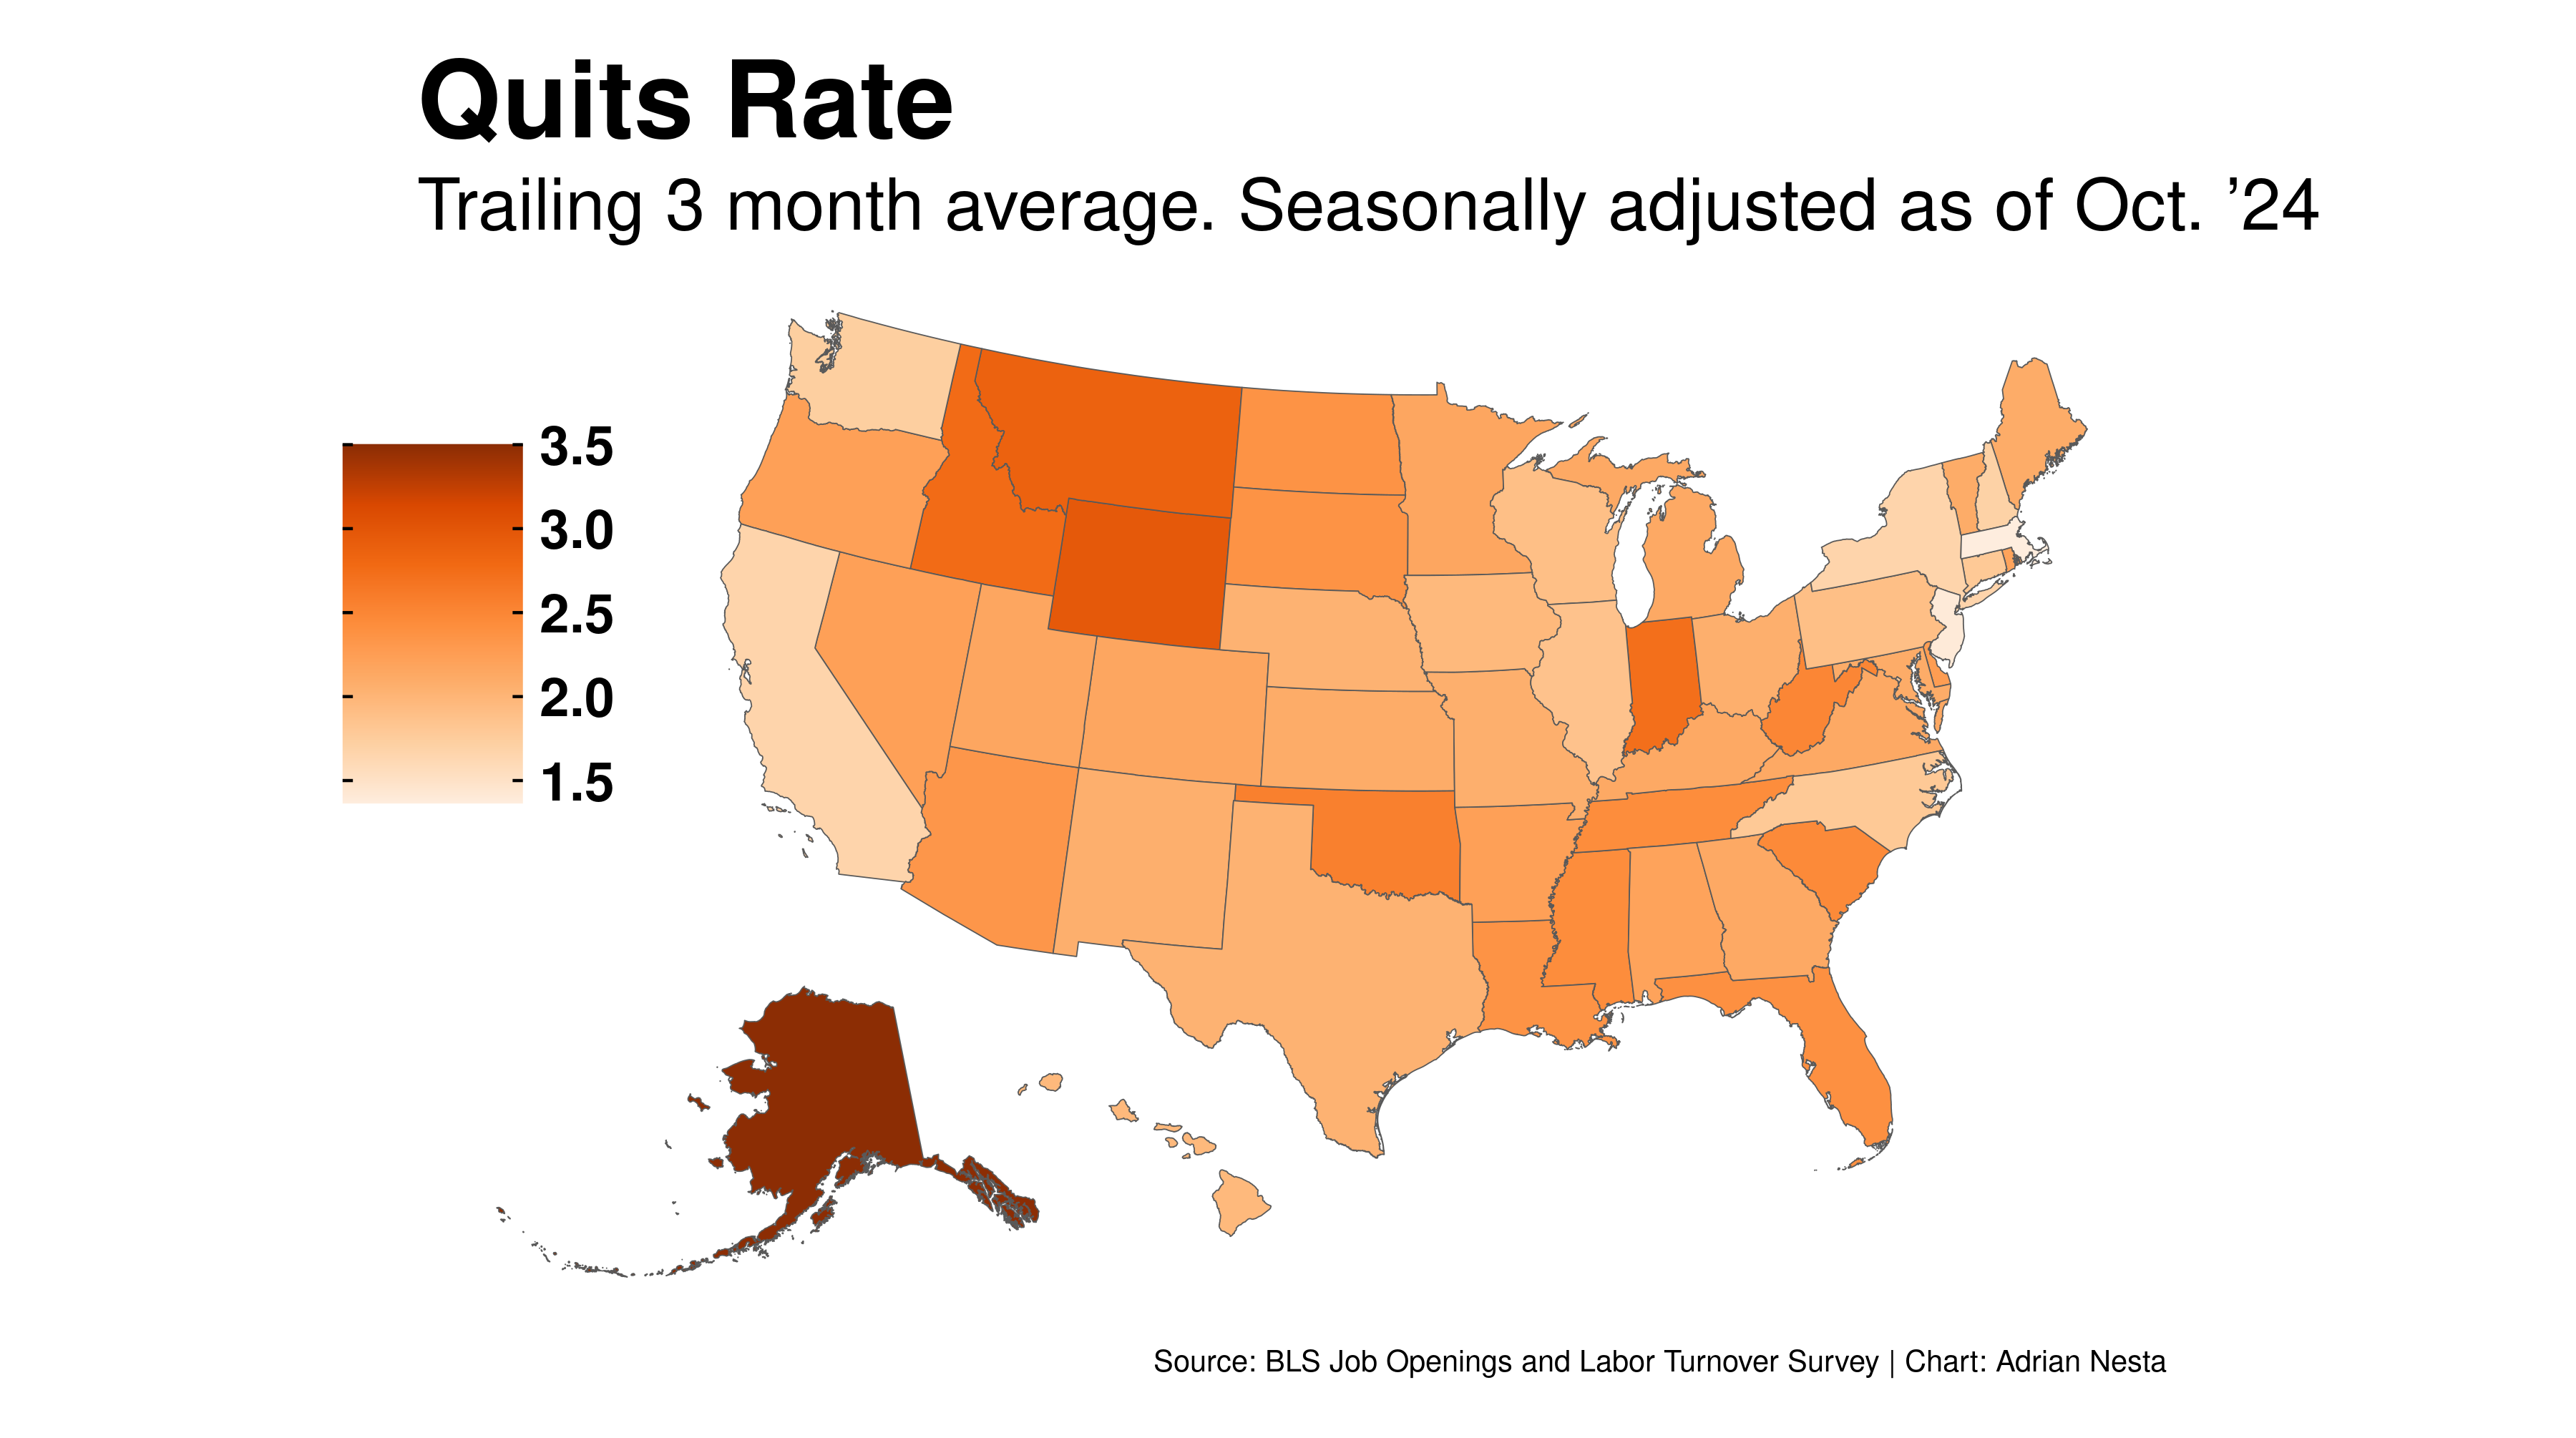 Quits Rate
Trailing 3 month average. Seasonally adjusted as of Oct. ’24
3.5
3.0
2.5
2.0
1.5
Source: BLS Job Openings and Labor Turnover Survey | Chart: Adrian Nesta